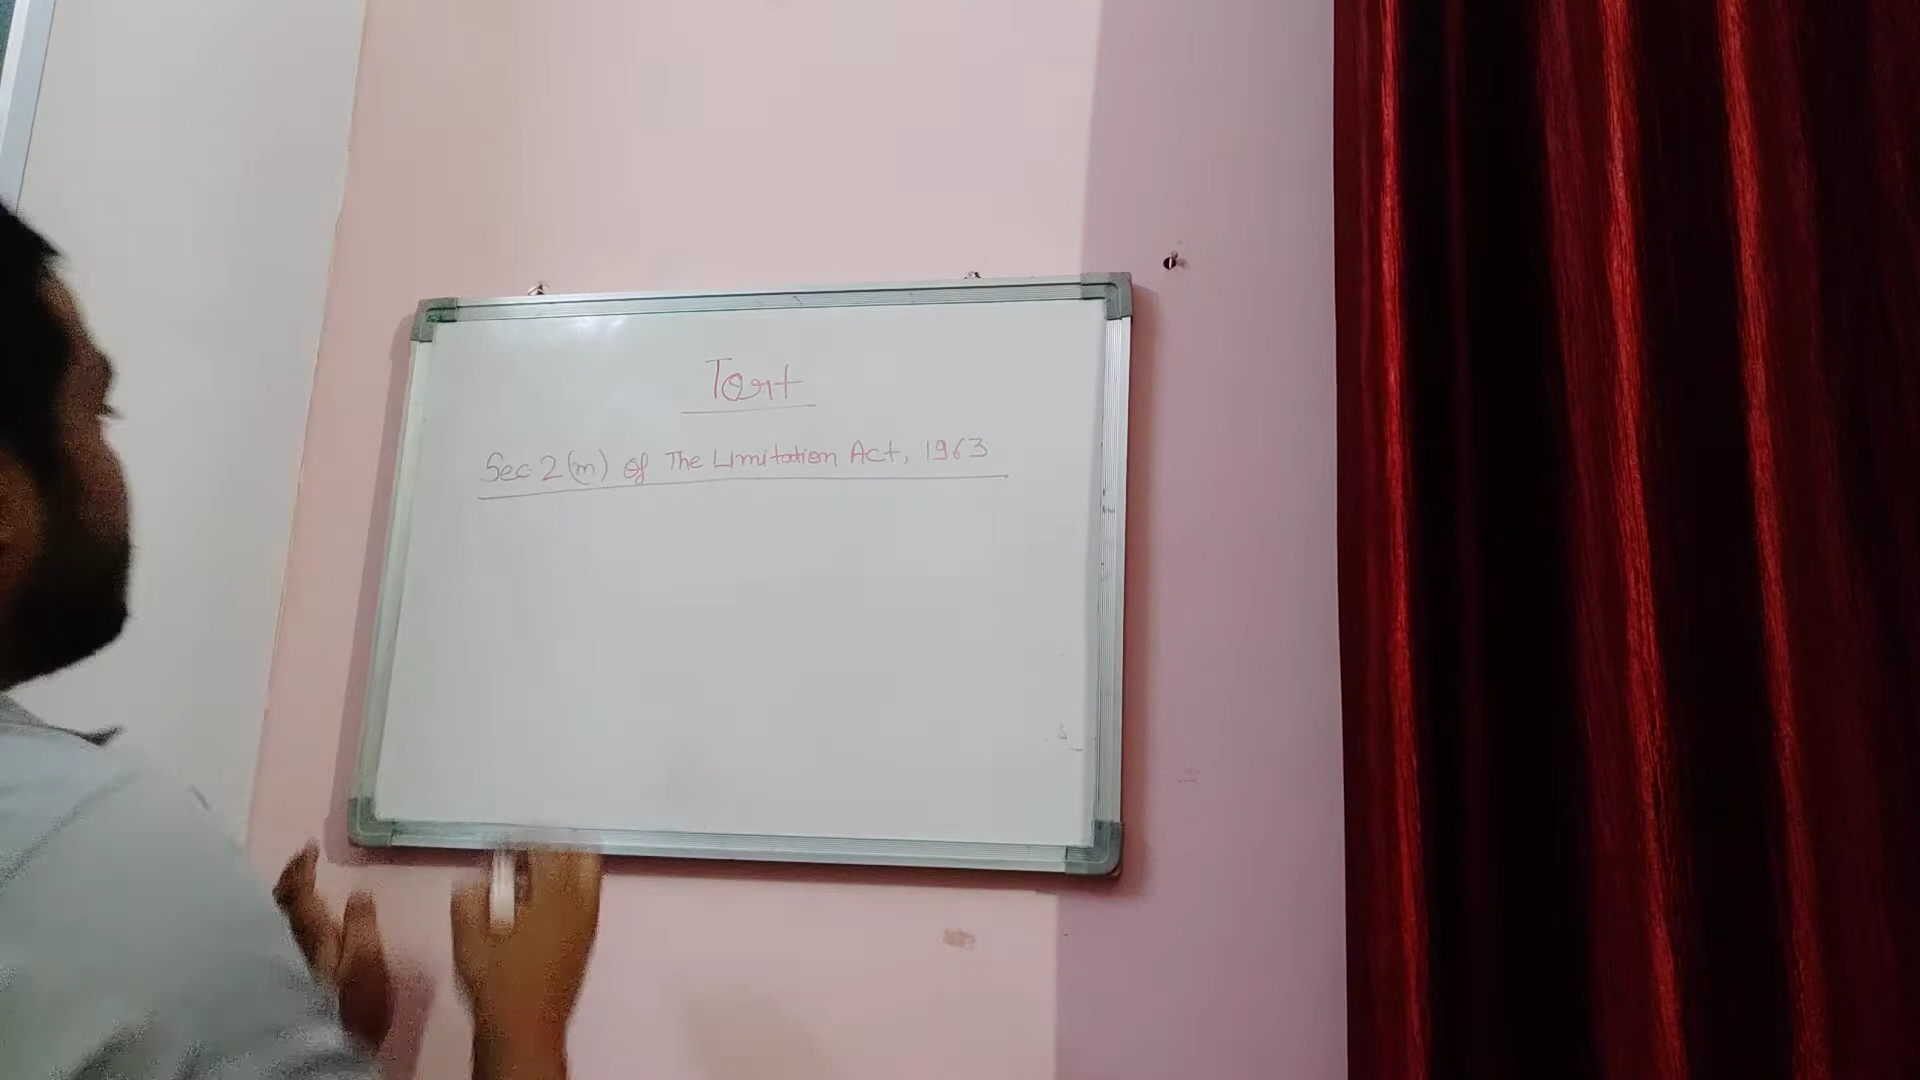 Tort
Sec. 2(m) of The Limitation Act, 1963